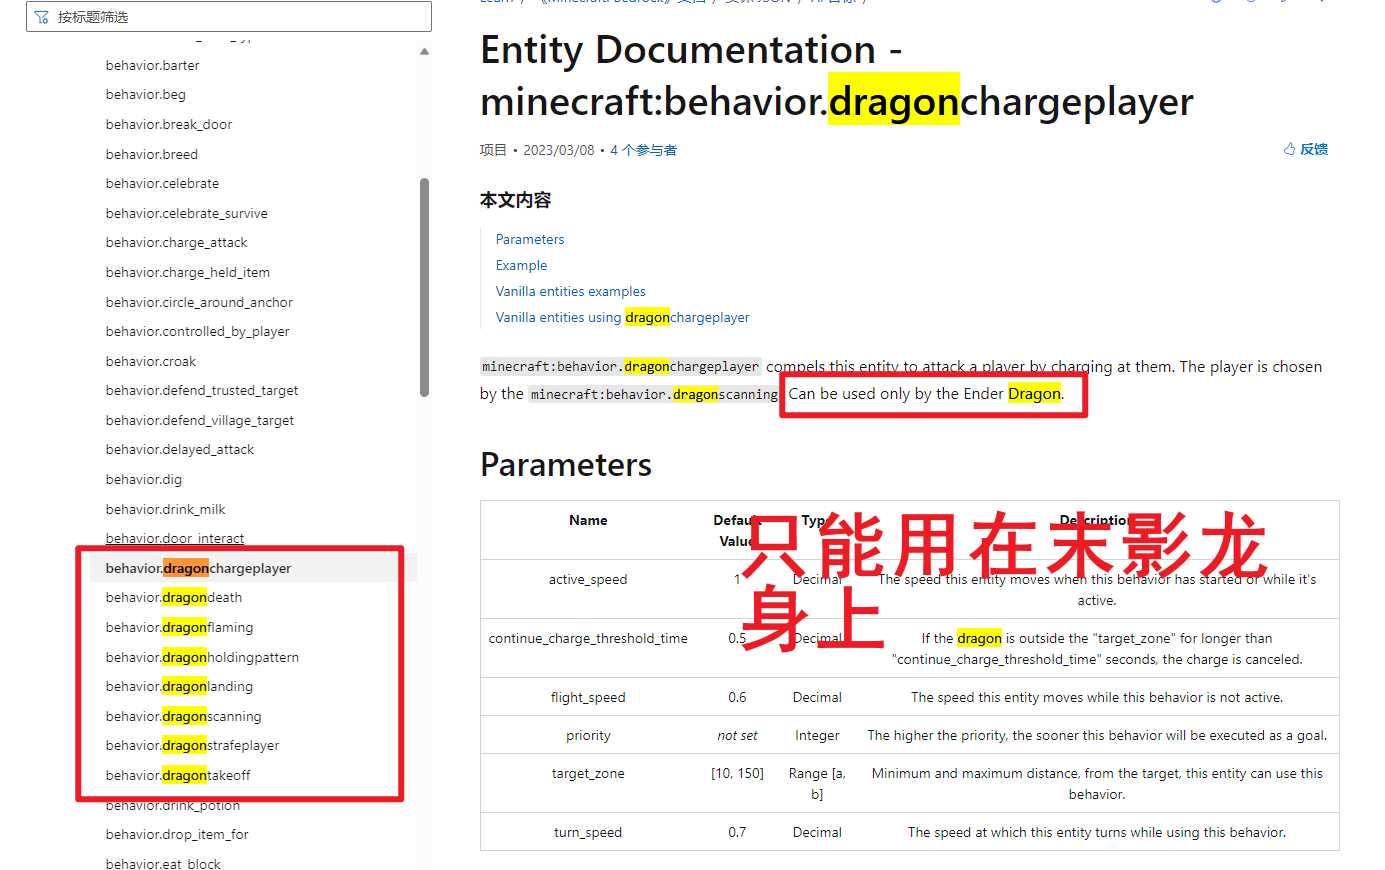 按标题筛选
behavior.barter
behavior.beg
behavior.break_door
behavior.breed
behavior.celebrate
behavior.celebrate_survive
behavior.charge_attack
behavior.charge_held_item
behavior.circle_around_anchor
behavior.controlled_by_player
behavior.croak
behavior.defend_trusted_target
behavior.defend_village_target
behavior.delayed_attack
behavior.dig
behavior.drink_milk
behavior.door_interact
behavior.dragonchargeplayer
behavior.dragondeath
behavior.dragonflaming
behavior.dragonholdingpattern
behavior.dragonlanding
behavior.dragonscanning
behavior.dragonstrafeplayer
behavior.dragontakeoff
behavior.drink_potion
behavior.drop_item_for
behavior.eat_block
Entity Documentation -
minecraft:behavior.dragonchargeplayer
项目 • 2023/03/08 • 4 个参与者
反馈
本文内容
Parameters
Example
Vanilla entities examples
Vanilla entities using dragonchargeplayer
minecraft:behavior.dragonchargeplayer compels this entity to attack a player by charging at them. The player is chosen
by the minecraft:behavior.dragonscanning Can be used only by the Ender Dragon.
Parameters
Name Default Value Type Description
active_speed 1 Decimal The speed this entity moves when this behavior has started or while it's
active.
continue_charge_threshold_time 0.5 Decimal If the dragon is outside the "target_zone" for longer than
"continue_charge_threshold_time" seconds, the charge is canceled.
flight_speed 0.6 Decimal The speed this entity moves while this behavior is not active.
priority not set Integer The higher the priority, the sooner this behavior will be executed as a goal.
target_zone [10, 150] Range [a, b] Minimum and maximum distance, from the target, this entity can use this
behavior.
turn_speed 0.7 Decimal The speed at which this entity turns while using this behavior.
只能用在末影龙
身上